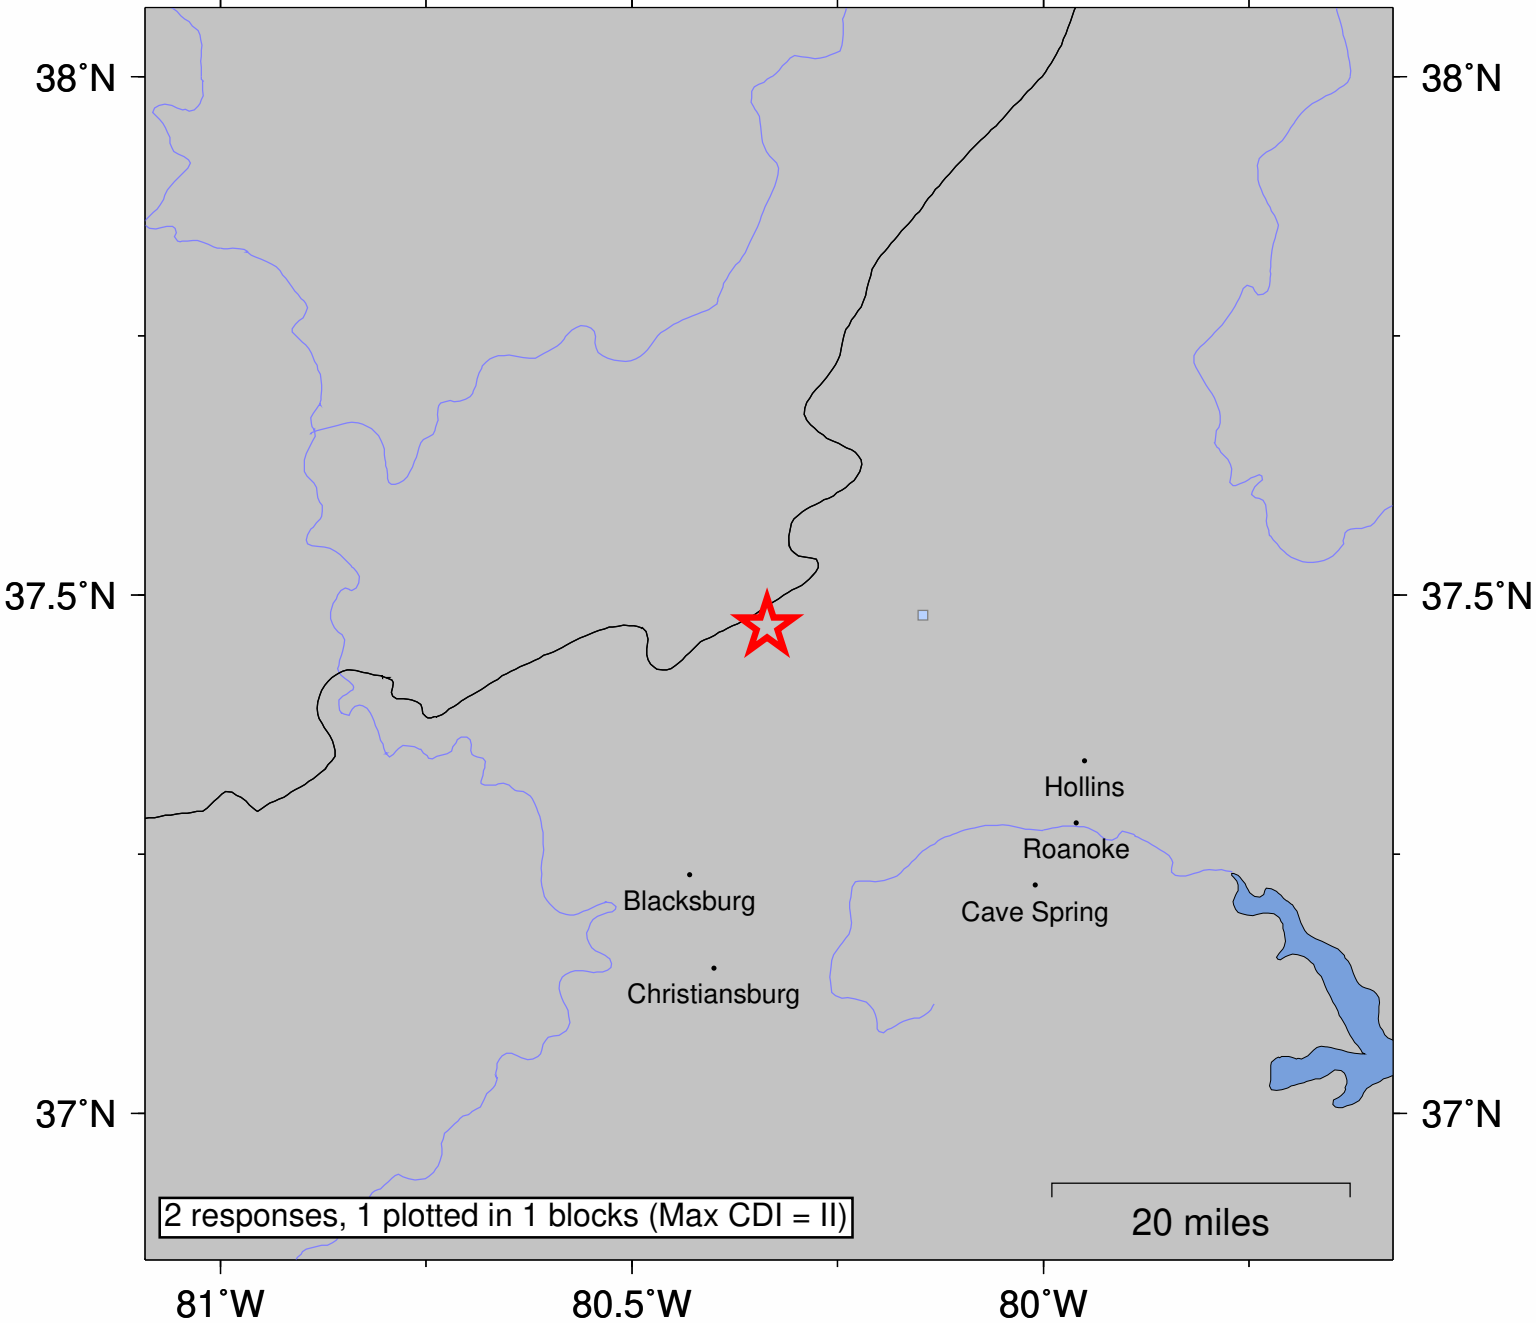 38°N 38°N
37.5°N 37.5°N
Hollins
Roanoke
Blacksburg
Cave Spring
Christiansburg
37°N 37°N
2 responses, 1 plotted in 1 blocks (Max CDI = II)
20 miles
81°W 80.5°W 80°W